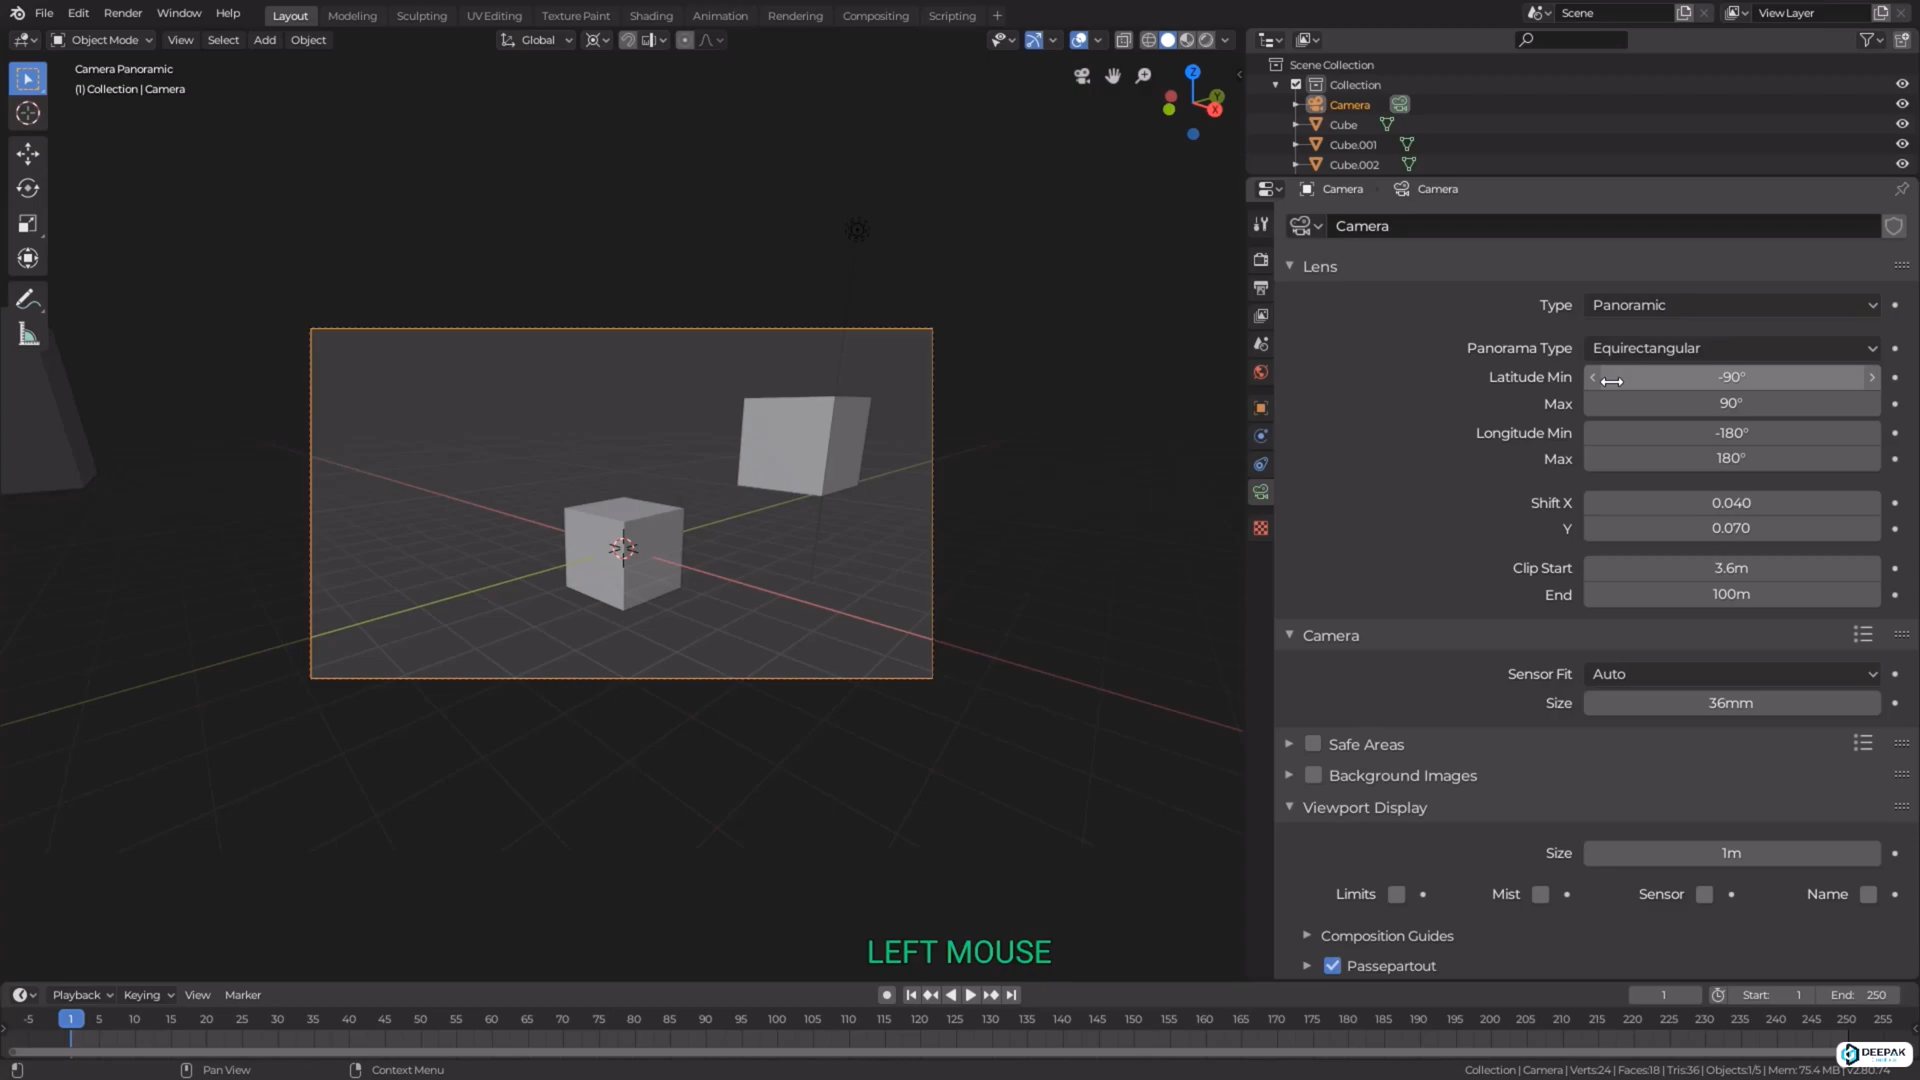 File Edit Render Window Help Layout Modeling Sculpting UV Editing Texture Paint Shading Animation Rendering Compositing Scripting + Scene View Layer
Object Mode View Select Add Object Global
Camera Panoramic
(1) Collection | Camera
Z
Y
X
Scene Collection
Collection
Camera
Cube
Cube.001
Cube.002
Camera Camera
Camera
Lens
Type Panoramic
Panorama Type Equirectangular
Latitude Min -90°
Max 90°
Longitude Min -180°
Max 180°
Shift X 0.040
Y 0.070
Clip Start 3.6m
End 100m
Camera
Sensor Fit Auto
Size 36mm
Safe Areas
Background Images
Viewport Display
Size 1m
Limits Mist Sensor Name
Composition Guides
Passepartout
LEFT MOUSE
Playback Keying View Marker 1 Start: 1 End: 250
-5 1 5 10 15 20 25 30 35 40 45 50 55 60 65 70 75 80 85 90 95 100 105 110 115 120 125 130 135 140 145 150 155 160 165 170 175 180 185 190 195 200 205 210 215 220 225 230 235 240 245 250 255
Pan View Context Menu Collection | Camera | Verts:24 | Faces:18 | Tris:36 | Objects:1/5 | Mem: 75.4 MB | v2.80.74
DEEPAK